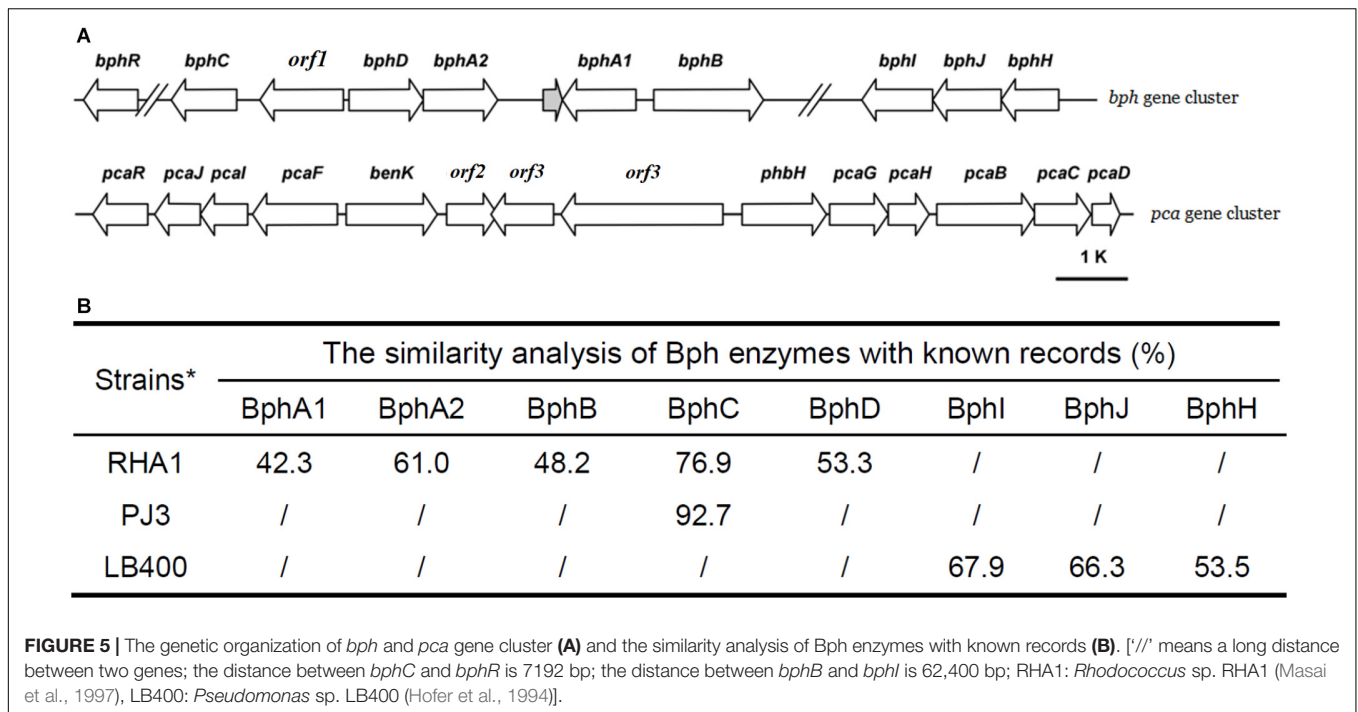 A
bphR bphC orf1 bphD bphA2 bphA1 bphB bphI bphJ bphH
bph gene cluster
pcaR pcaJ pcaI pcaF benK orf2 orf3 orf3 phbH pcaG pcaH pcaB pcaC pcaD
pca gene cluster
1 K
B
Strains* The similarity analysis of Bph enzymes with known records (%)
BphA1 BphA2 BphB BphC BphD BphI BphJ BphH
RHA1 42.3 61.0 48.2 76.9 53.3 / / /
PJ3 / / / 92.7 / / / /
LB400 / / / / / 67.9 66.3 53.5
FIGURE 5 | The genetic organization of bph and pca gene cluster (A) and the similarity analysis of Bph enzymes with known records (B). ['//' means a long distance
between two genes; the distance between bphC and bphR is 7192 bp; the distance between bphB and bphI is 62,400 bp; RHA1: Rhodococcus sp. RHA1 (Masai
et al., 1997), LB400: Pseudomonas sp. LB400 (Hofer et al., 1994)].